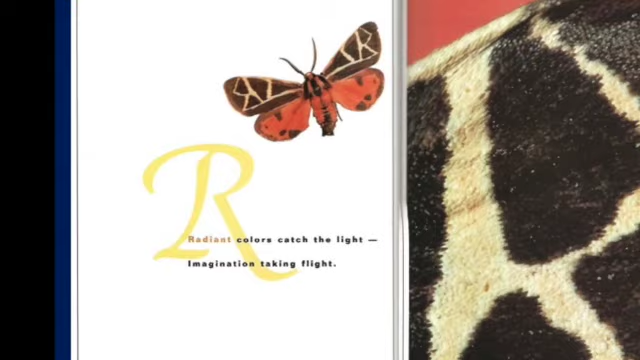 R
Radiant colors catch the light —
Imagination taking flight.